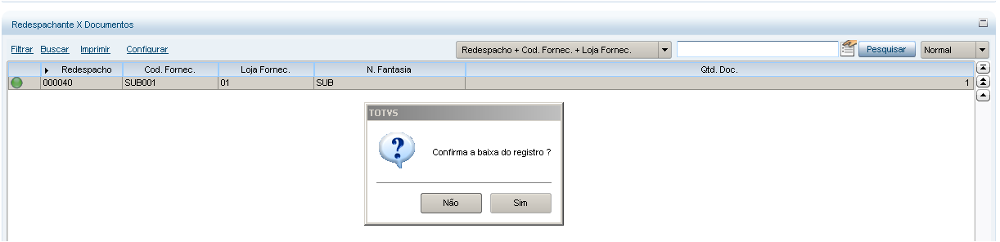 Redespachante X Documentos
Filtrar Buscar Imprimir Configurar Redespacho + Cod. Fornec. + Loja Fornec. Pesquisar Normal
Redespacho Cod. Fornec. Loja Fornec. N. Fantasia Qtd. Doc.
000040 SUB001 01 SUB 1
TOTVS
?
Confirma a baixa do registro ?
Não Sim